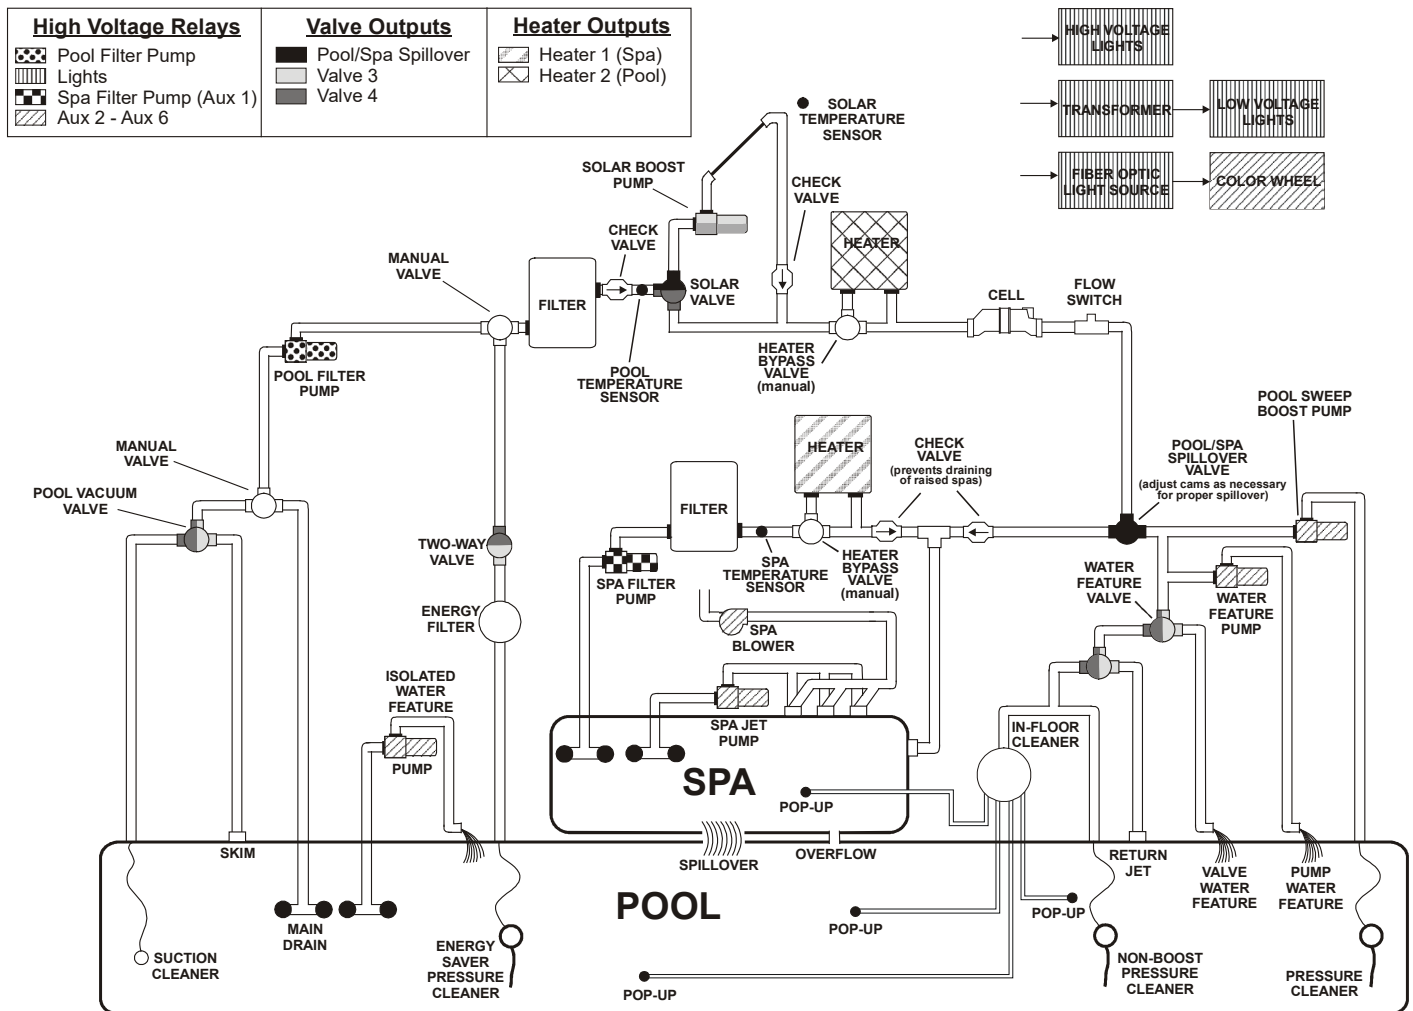 High Voltage Relays
Pool Filter Pump
Lights
Spa Filter Pump (Aux 1)
Aux 2 - Aux 6
Valve Outputs
Pool/Spa Spillover
Valve 3
Valve 4
Heater Outputs
Heater 1 (Spa)
Heater 2 (Pool)
HIGH VOLTAGE
LIGHTS
TRANSFORMER
LOW VOLTAGE
LIGHTS
FIBER OPTIC
LIGHT SOURCE
COLOR WHEEL
SOLAR
TEMPERATURE
SENSOR
SOLAR BOOST
PUMP
CHECK
VALVE
CHECK
VALVE
HEATER
MANUAL
VALVE
FILTER
SOLAR
VALVE
CELL
FLOW
SWITCH
POOL FILTER
PUMP
POOL
TEMPERATURE
SENSOR
HEATER
BYPASS
VALVE
(manual)
POOL SWEEP
BOOST PUMP
MANUAL
VALVE
POOL VACUUM
VALVE
HEATER
CHECK
VALVE
(prevents draining
of raised spas)
POOL/SPA
SPILLOVER
VALVE
(adjust cams as necessary
for proper spillover)
FILTER
TWO-WAY
VALVE
SPA FILTER
PUMP
SPA
TEMPERATURE
SENSOR
HEATER
BYPASS
VALVE
(manual)
WATER
FEATURE
VALVE
WATER
FEATURE
PUMP
ENERGY
FILTER
SPA
BLOWER
ISOLATED
WATER
FEATURE
PUMP
SPA JET
PUMP
IN-FLOOR
CLEANER
SPA
POP-UP
SKIM
SPILLOVER
OVERFLOW
RETURN
JET
VALVE
WATER
FEATURE
PUMP
WATER
FEATURE
POOL
MAIN
DRAIN
POP-UP
POP-UP
SUCTION
CLEANER
ENERGY
SAVER
PRESSURE
CLEANER
POP-UP
NON-BOOST
PRESSURE
CLEANER
PRESSURE
CLEANER